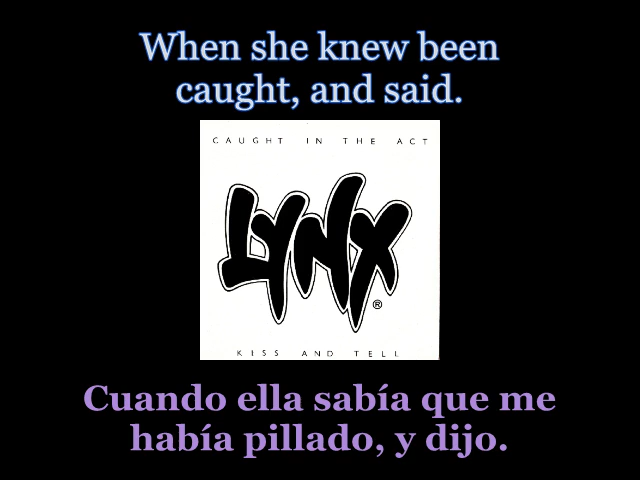 When she knew been
caught, and said.
CAUGHT IN THE ACT
LYNX
®
KISS AND TELL
Cuando ella sabía que me
había pillado, y dijo.